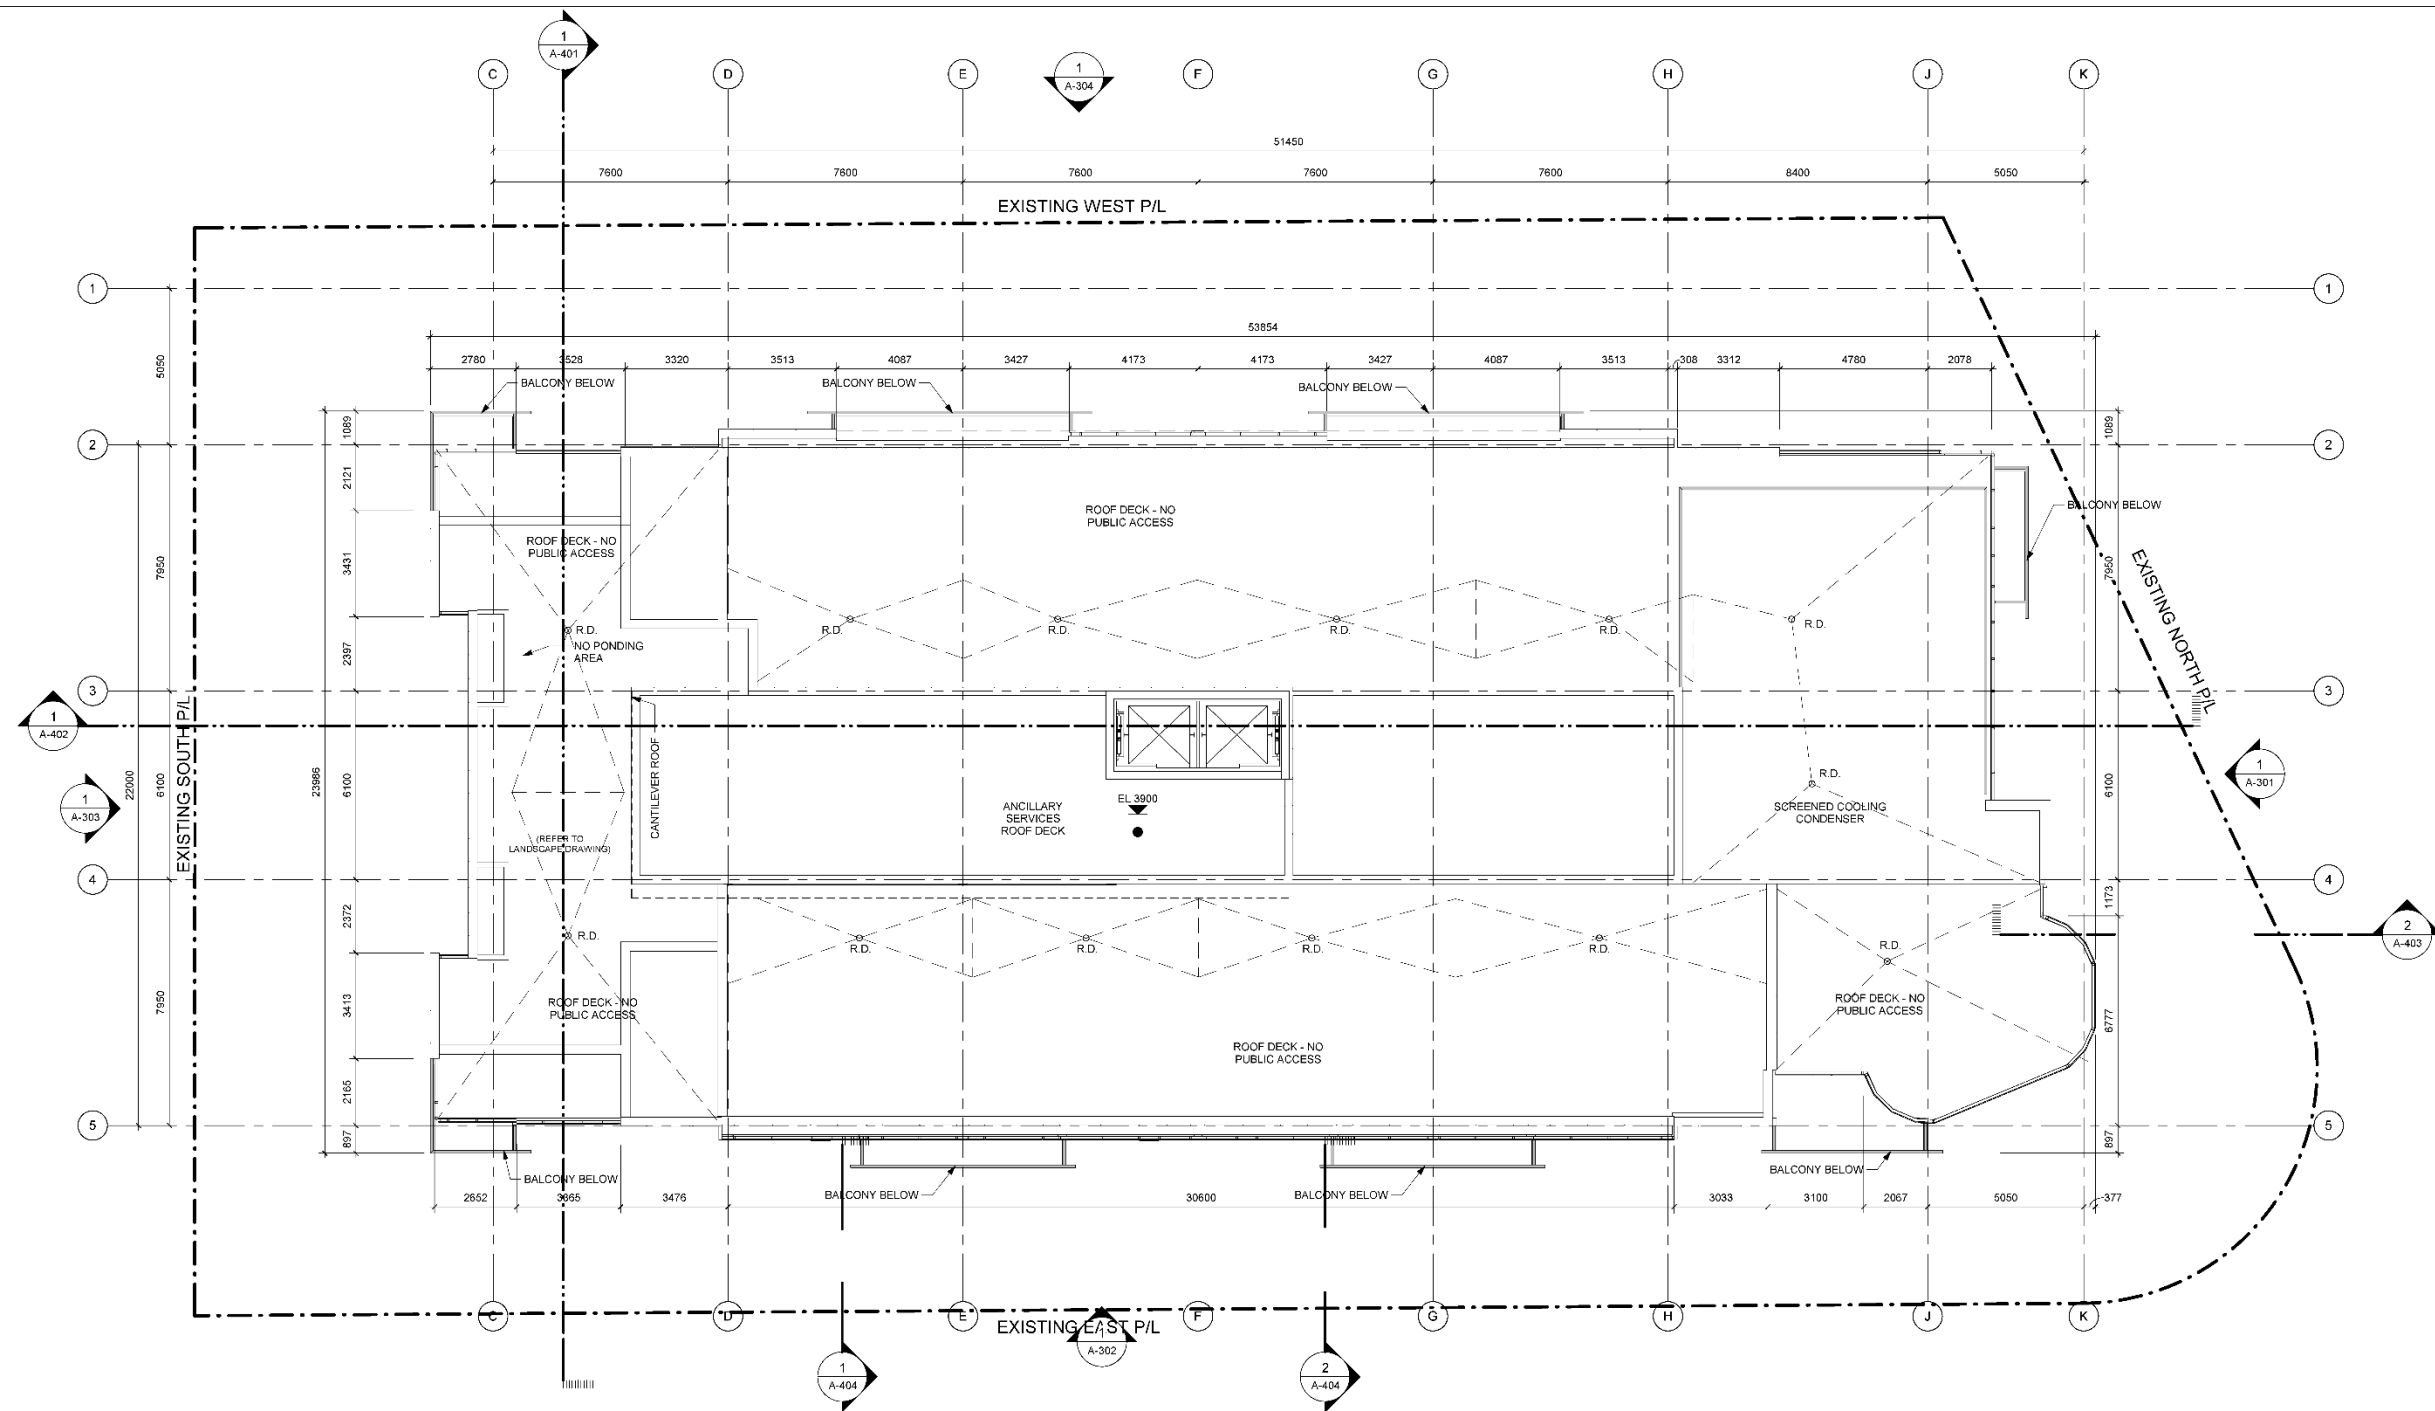 1
A-401
C
D
E
1
A-304
F
G
H
J
K
51450
7600
7600
7600
7600
7600
8400
5050
EXISTING WEST P/L
1
1
53854
2780
3528
3320
3513
4087
3427
4173
4173
3427
4087
3513
308
3312
4780
2078
BALCONY BELOW
BALCONY BELOW
BALCONY BELOW
5050
1089
1089
2
2
2121
BALCONY BELOW
ROOF DECK - NO
PUBLIC ACCESS
ROOF DECK - NO
PUBLIC ACCESS
7950
3431
7950
EXISTING NORTH P/L
R.D.
R.D.
R.D.
R.D.
R.D.
R.D.
NO PONDING
AREA
2397
3
3
1
A-402
EXISTING SOUTH P/L
CANTILEVER ROOF
1
A-303
22000
6100
23986
6100
6100
1
A-301
R.D.
EL 3900
ANCILLARY
SERVICES
ROOF DECK
SCREENED COOLING
CONDENSER
(REFER TO
LANDSCAPE DRAWING)
4
4
1173
2372
R.D.
R.D.
R.D.
R.D.
R.D.
R.D.
2
A-403
7950
3413
ROOF DECK - NO
PUBLIC ACCESS
ROOF DECK - NO
PUBLIC ACCESS
6777
ROOF DECK - NO
PUBLIC ACCESS
2165
5
5
897
897
BALCONY BELOW
BALCONY BELOW
BALCONY BELOW
BALCONY BELOW
2652
3365
3476
30600
3033
3100
2067
5050
377
C
D
E
F
G
H
J
K
EXISTING EAST P/L
1
A-302
1
A-404
2
A-404